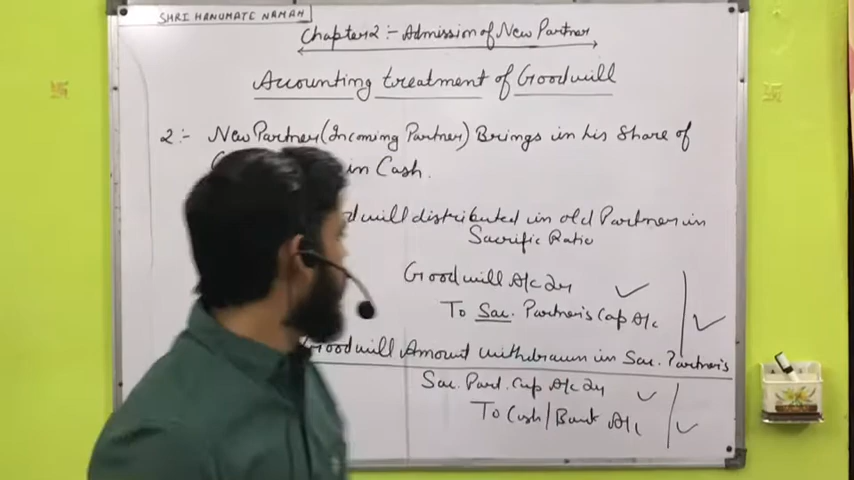 SHRI HANUMATE NAMAH
Chapter 2 :- Admission of New Partner
Accounting treatment of Goodwill
2 :- New Partner (Incoming Partner) Brings in his Share of
in Cash.
distributed in old Partner in
Sacrific Ratio
Goodwill A/c Dr
To Sac. Partner's Cap A/c
Goodwill Amount withdrawn in Sac. Partner's
Sac. Part. Cap A/c Dr
To Cash/Bank A/c